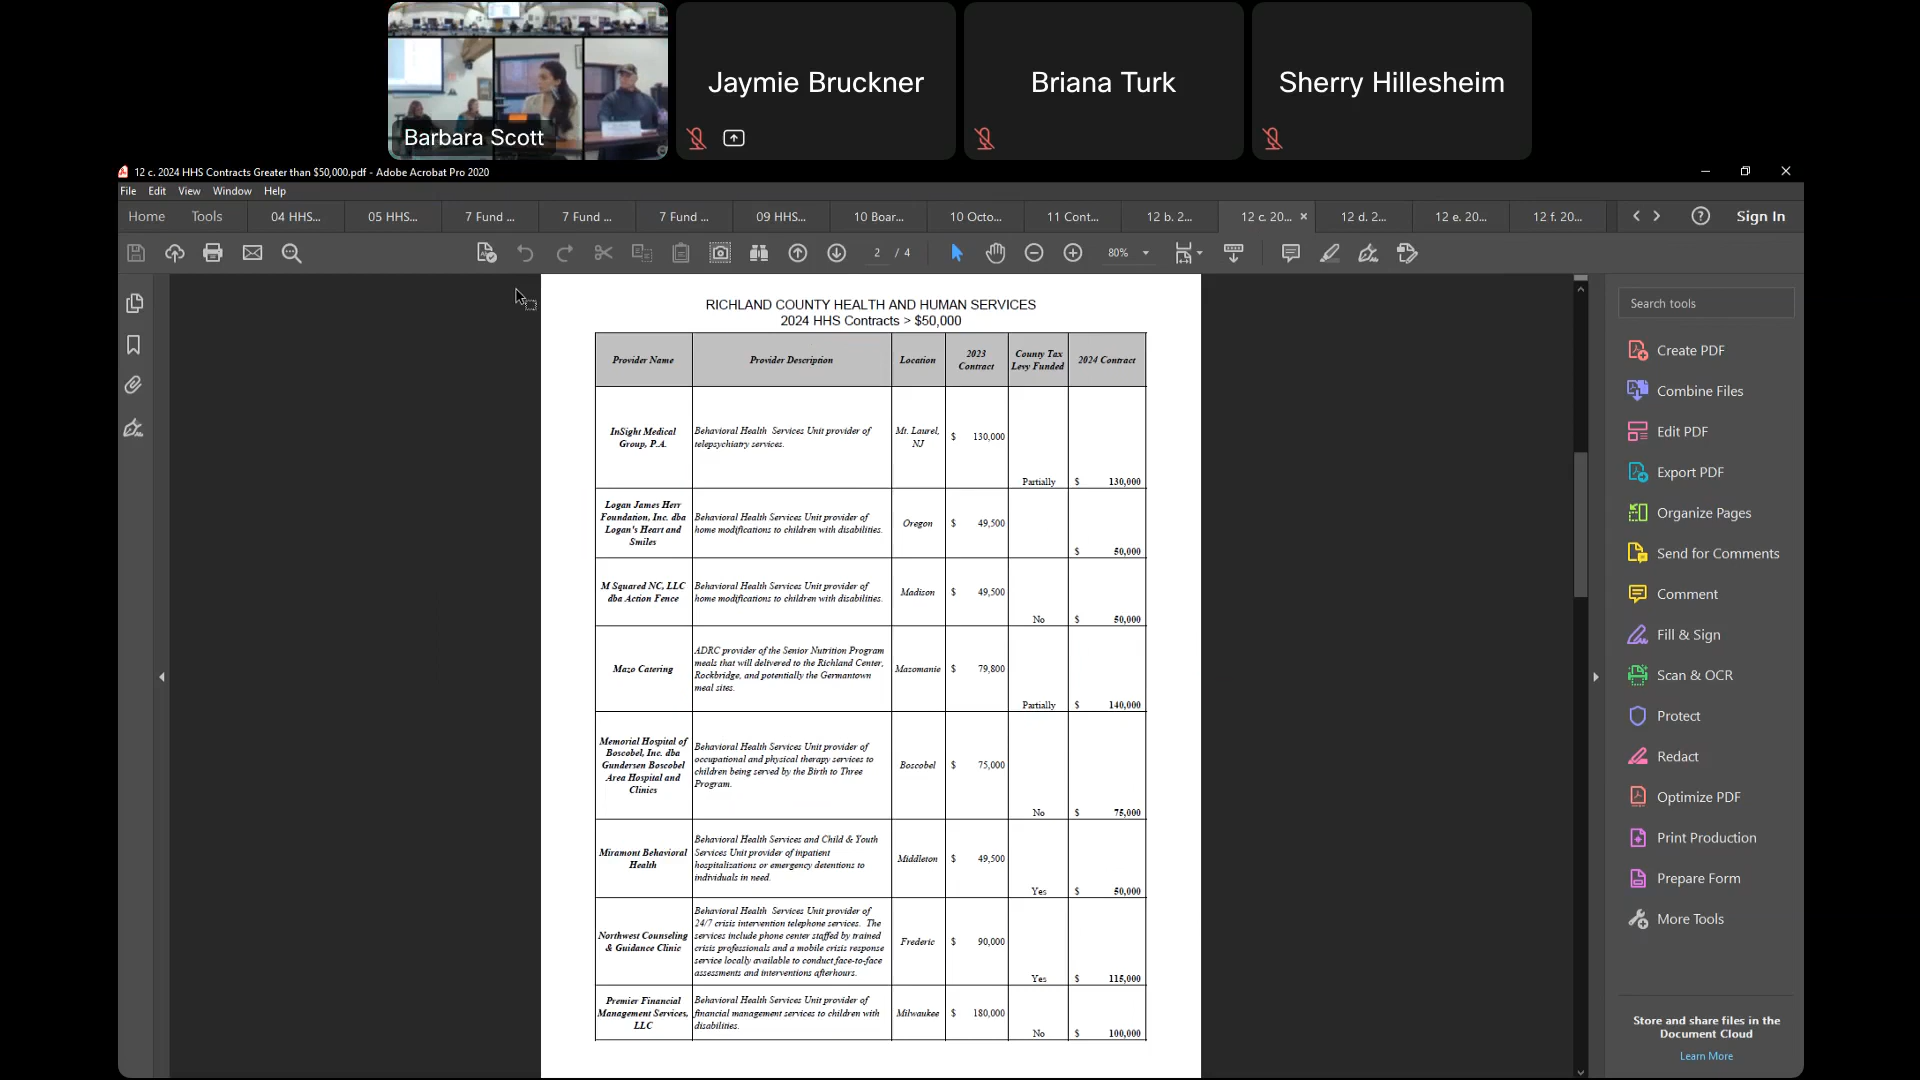 Barbara Scott
Jaymie Bruckner
Briana Turk
Sherry Hillesheim
12 c. 2024 HHS Contracts Greater than $50,000.pdf - Adobe Acrobat Pro 2020
File Edit View Window Help
Home Tools 04 HHS... 05 HHS... 7 Fund ... 7 Fund ... 7 Fund ... 09 HHS... 10 Boar... 10 Octo... 11 Cont... 12 b. 2... 12 c. 20... × 12 d. 2... 12 e. 20... 12 f. 20... Sign In
2 / 4 80%
RICHLAND COUNTY HEALTH AND HUMAN SERVICES
2024 HHS Contracts > $50,000
Provider Name Provider Description Location 2023 Contract County Tax Levy Funded 2024 Contract
InSight Medical Group, P.A. Behavioral Health Services Unit provider of telepsychiatry services. Mt. Laurel, NJ $ 130,000 Partially $ 130,000
Logan James Herr Foundation, Inc. dba Logan's Heart and Smiles Behavioral Health Services Unit provider of home modifications to children with disabilities. Oregon $ 49,500 $ 50,000
M Squared NC, LLC dba Action Fence Behavioral Health Services Unit provider of home modifications to children with disabilities. Madison $ 49,500 No $ 50,000
Mazo Catering ADRC provider of the Senior Nutrition Program meals that will delivered to the Richland Center, Rockbridge, and potentially the Germantown meal sites. Mazomanie $ 79,800 Partially $ 140,000
Memorial Hospital of Boscobel, Inc. dba Gundersen Boscobel Area Hospital and Clinics Behavioral Health Services Unit provider of occupational and physical therapy services to children being served by the Birth to Three Program. Boscobel $ 75,000 No $ 75,000
Miramont Behavioral Health Behavioral Health Services and Child & Youth Services Unit provider of inpatient hospitalizations or emergency detentions to individuals in need. Middleton $ 49,500 Yes $ 50,000
Northwest Counseling & Guidance Clinic Behavioral Health Services Unit provider of 24/7 crisis intervention telephone services. The services include phone center staffed by trained crisis professionals and a mobile crisis response service locally available to conduct face-to-face assessments and interventions afterhours. Frederic $ 90,000 Yes $ 115,000
Premier Financial Management Services, LLC Behavioral Health Services Unit provider of financial management services to children with disabilities. Milwaukee $ 180,000 No $ 100,000
Search tools
Create PDF
Combine Files
Edit PDF
Export PDF
Organize Pages
Send for Comments
Comment
Fill & Sign
Scan & OCR
Protect
Redact
Optimize PDF
Print Production
Prepare Form
More Tools
Store and share files in the
Document Cloud
Learn More